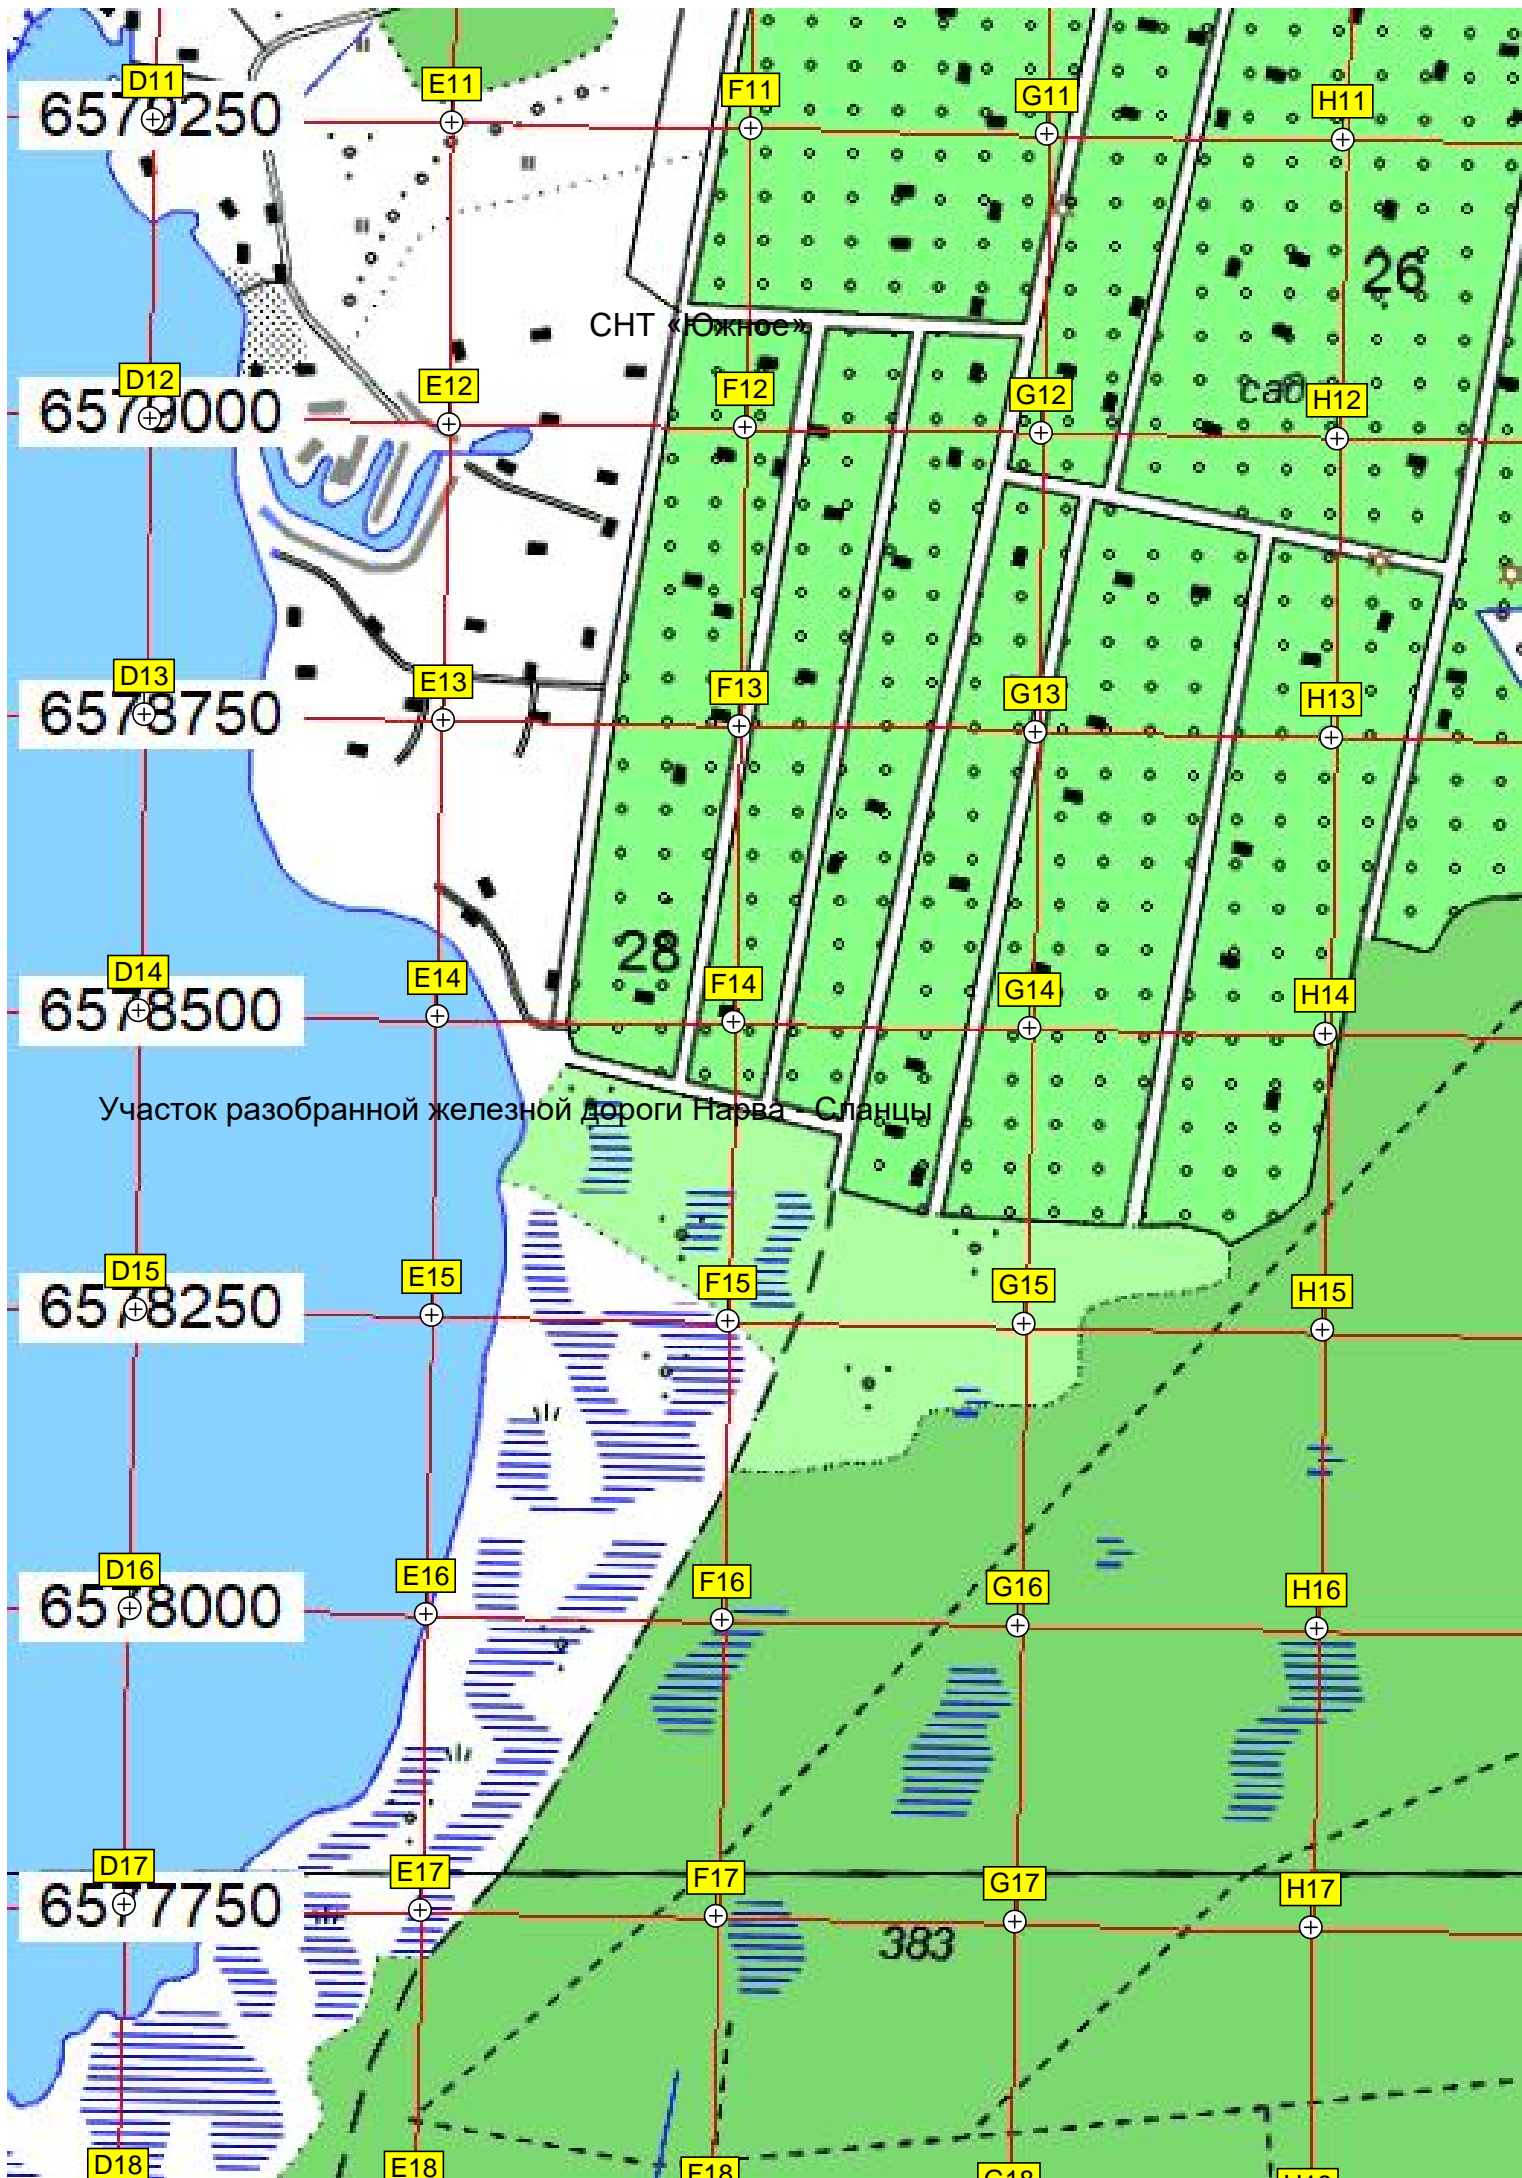 D11 E11 F11 G11 H11
6579250
26
СНТ «Южное»
D12 E12 F12 G12 H12
6579000
сад
D13 E13 F13 G13 H13
6578750
28
D14 E14 F14 G14 H14
6578500
Участок разобранной железной дороги Нарва - Сланцы
D15 E15 F15 G15 H15
6578250
D16 E16 F16 G16 H16
6578000
D17 E17 F17 G17 H17
6577750
383
D18 E18 F18 G18 H18